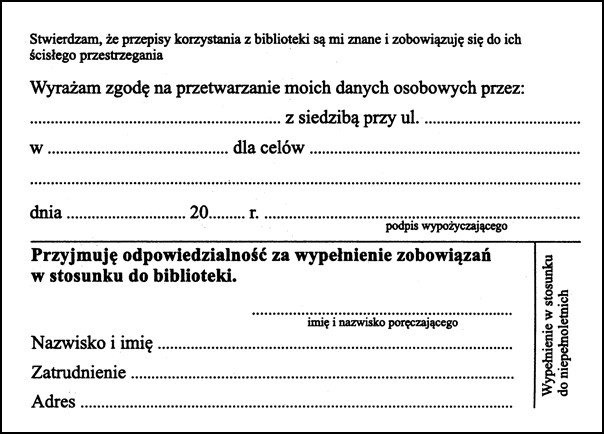 Stwierdzam, że przepisy korzystania z biblioteki są mi znane i zobowiązuję się do ich
ścisłego przestrzegania
Wyrażam zgodę na przetwarzanie moich danych osobowych przez:
.................................................. z siedzibą przy ul. ................................
w .................................... dla celów .......................................................
................................................................................................................
dnia ........................ 20......... r. ................................................................
podpis wypożyczającego
Przyjmuję odpowiedzialność za wypełnienie zobowiązań
w stosunku do biblioteki.
.....................................................
imię i nazwisko poręczającego
Nazwisko i imię ........................................................................
Zatrudnienie .............................................................................
Adres .......................................................................................
Wypełnienie w stosunku
do niepełnoletnich